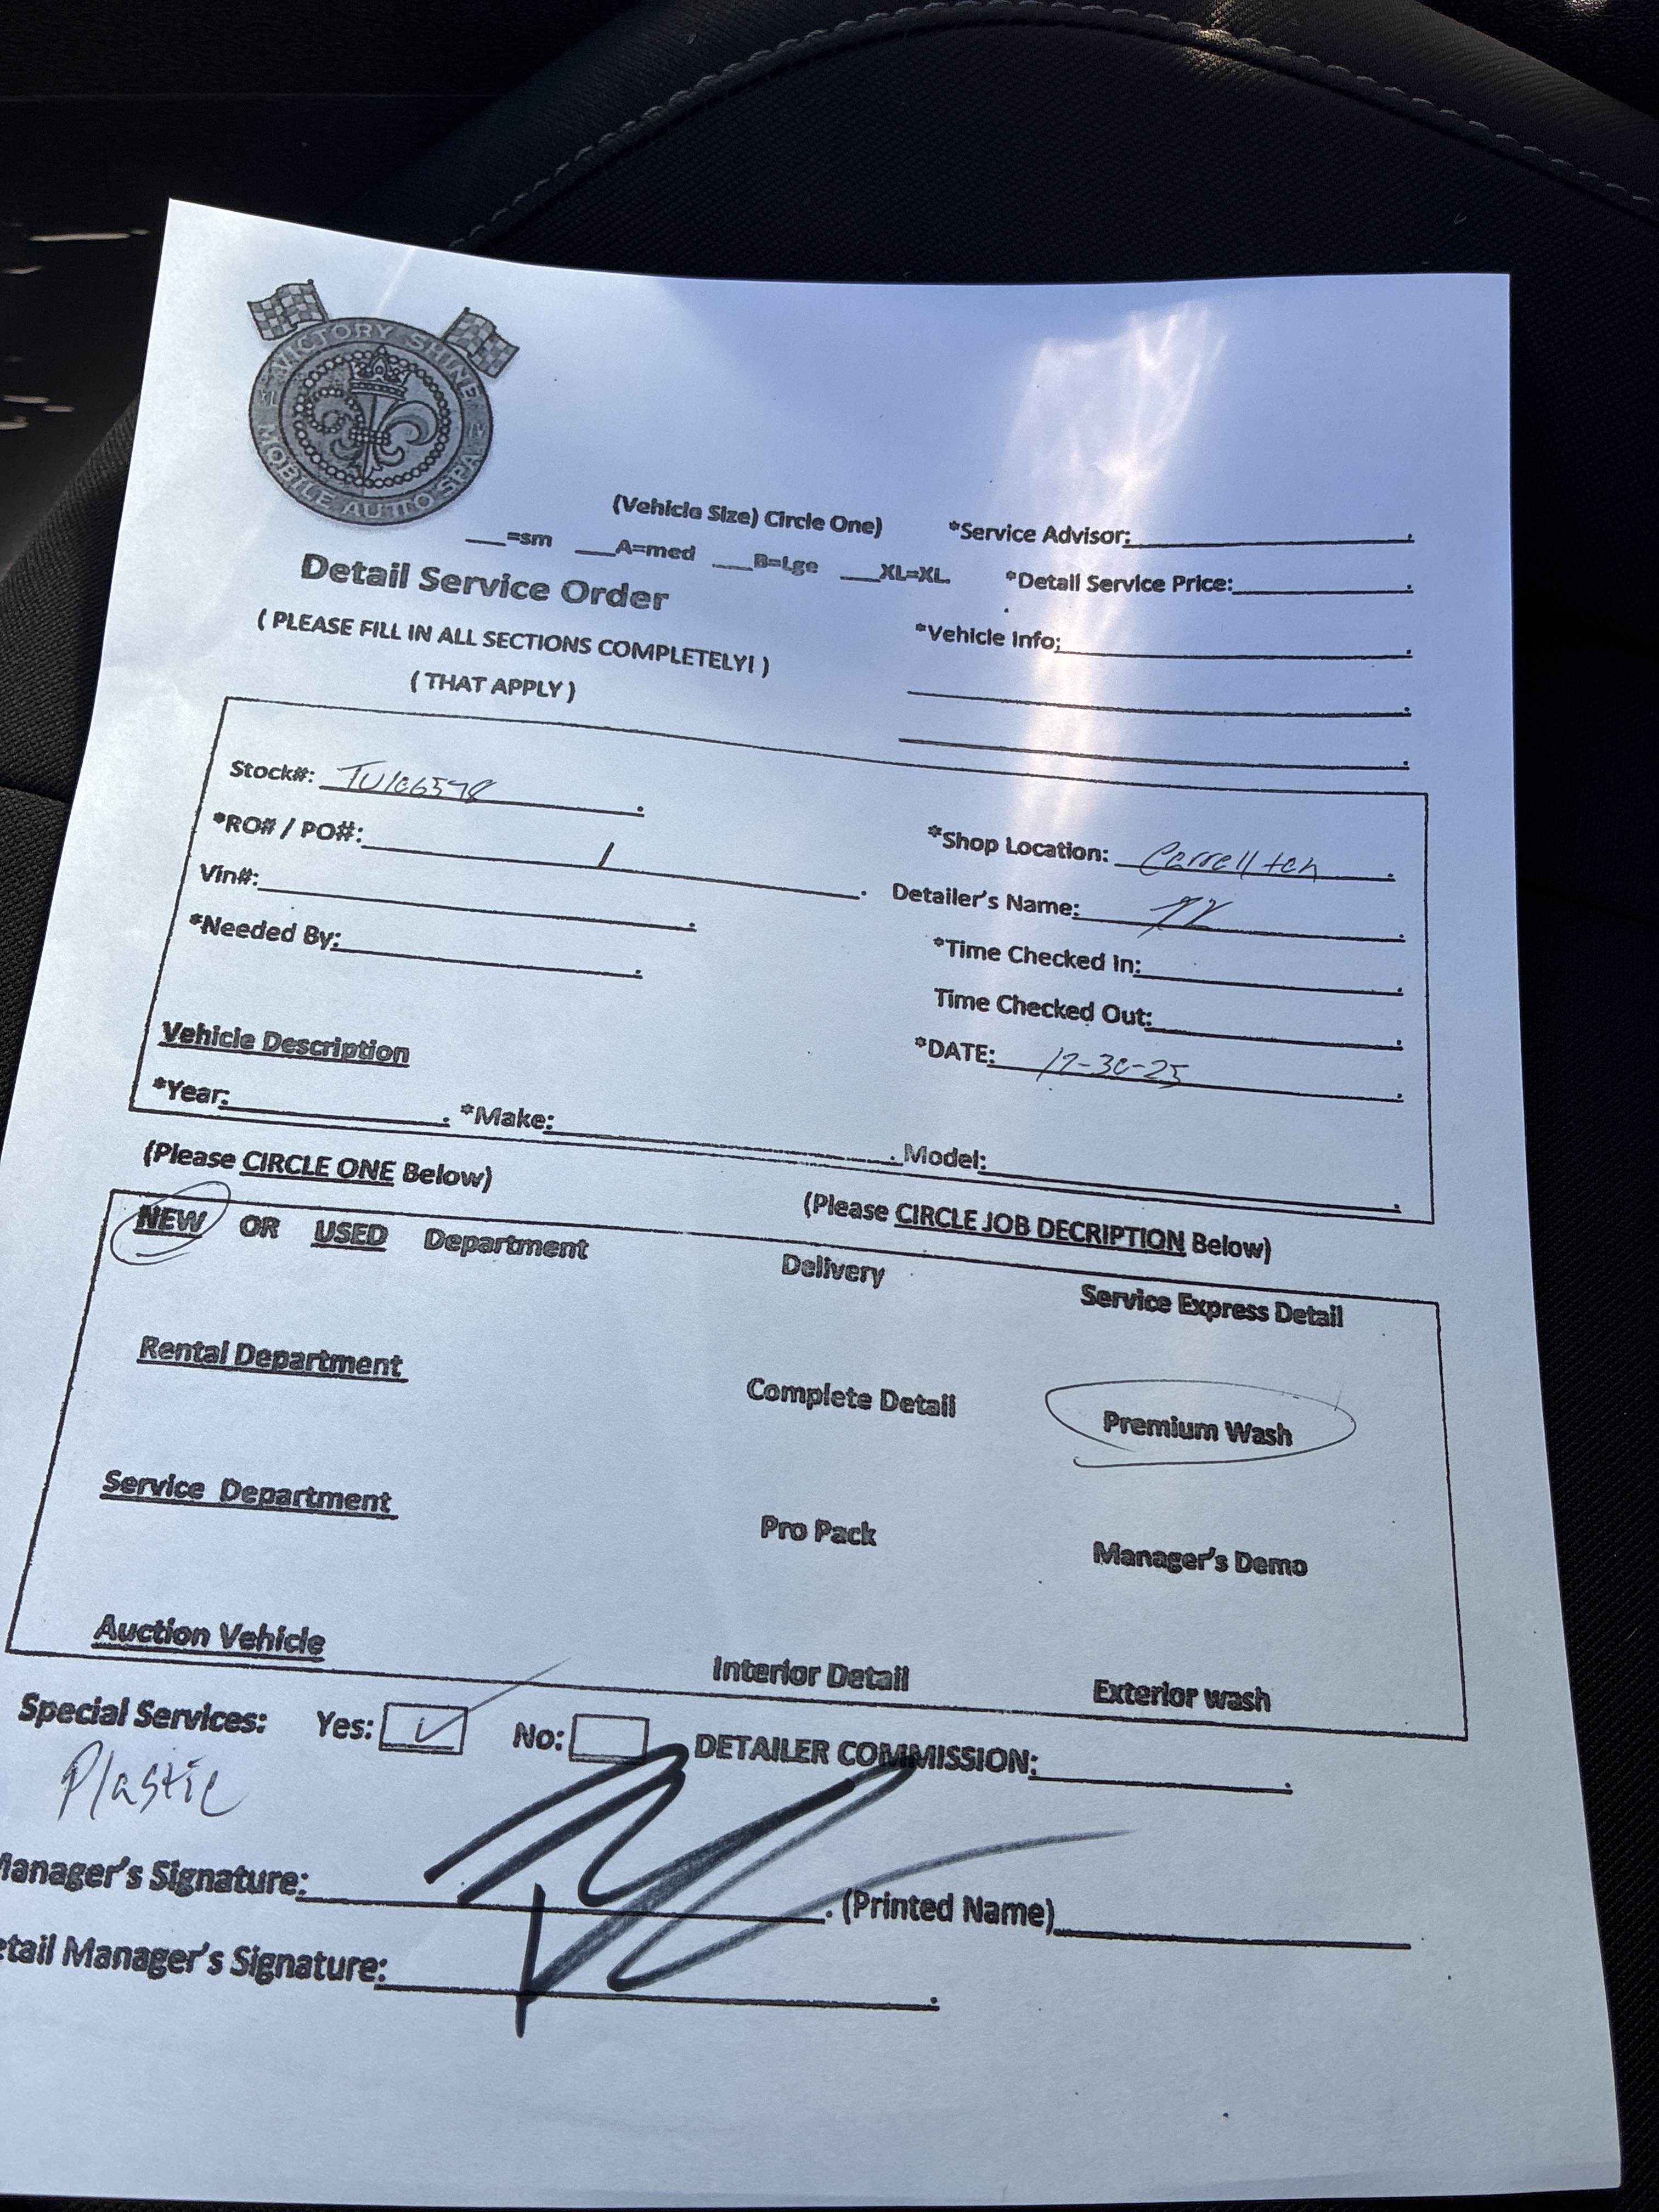 VICTORY SHINE
MOBILE AUTO SPA
(Vehicle Size) Circle One)
___=sm ___A=med ___B=Lge ___XL=XL.
*Service Advisor:
*Detail Service Price:
*Vehicle Info:
Detail Service Order
( PLEASE FILL IN ALL SECTIONS COMPLETELY! )
( THAT APPLY )
Stock#:
*RO# / PO#: /
Vin#:
*Needed By:
*Shop Location: Carrollton
Detailer's Name:
*Time Checked In:
Time Checked Out:
*DATE: 12-30-25
Vehicle Description
*Year: *Make: Model:
(Please CIRCLE ONE Below)
(Please CIRCLE JOB DECRIPTION Below)
NEW OR USED Department
Delivery
Service Express Detail
Rental Department
Complete Detail
Premium Wash
Service Department
Pro Pack
Manager's Demo
Auction Vehicle
Interior Detail
Exterior wash
Special Services: Yes: No: DETAILER COMMISSION:
Plastic
Manager's Signature: (Printed Name)
etail Manager's Signature: